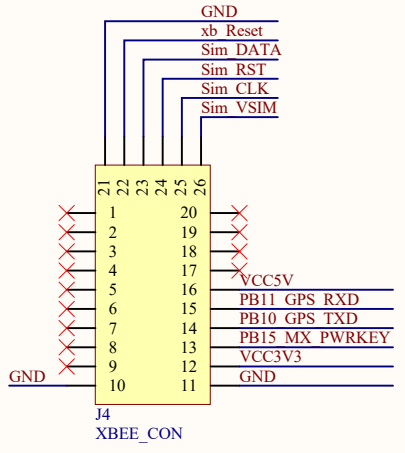 GND
xb_Reset
Sim_DATA
Sim_RST
Sim_CLK
Sim_VSIM
21 22 23 24 25 26
1 20
2 19
3 18
4 17
5 16 VCC5V
6 15 PB11_GPS_RXD
7 14 PB10_GPS_TXD
8 13 PB15_MX_PWRKEY
9 12 VCC3V3
GND 10 11 GND
J4
XBEE_CON